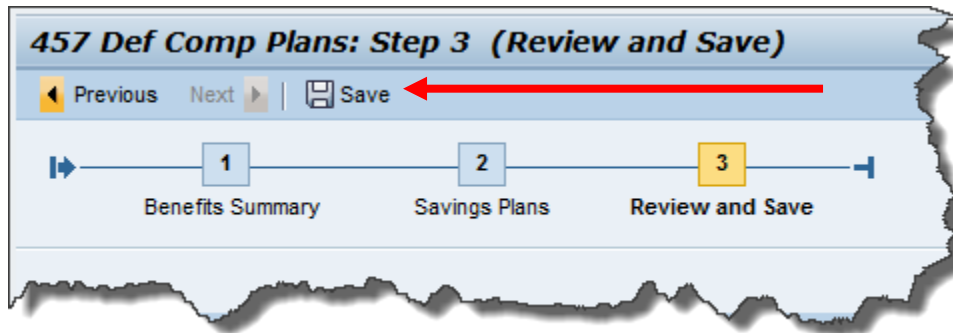 457 Def Comp Plans: Step 3 (Review and Save)
Previous Next Save
1 2 3
Benefits Summary Savings Plans Review and Save